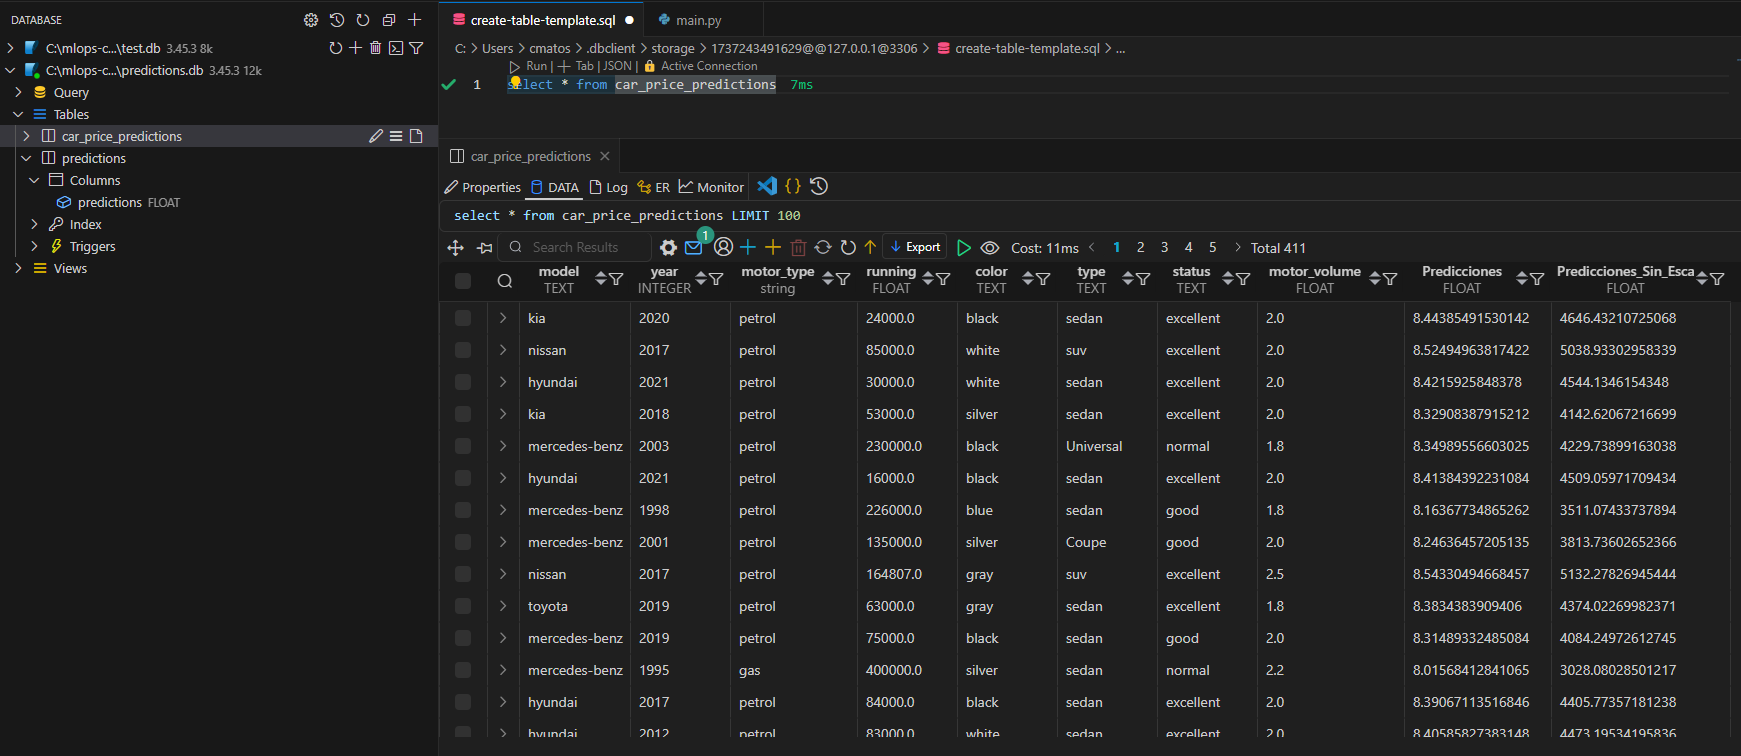 DATABASE
C:\mlops-c...\test.db 3.45.3 8k
C:\mlops-c...\predictions.db 3.45.3 12k
Query
Tables
car_price_predictions
predictions
Columns
predictions FLOAT
Index
Triggers
Views
create-table-template.sql
main.py
C: > Users > cmatos > .dbclient > storage > 1737243491629@@127.0.0.1@3306 > create-table-template.sql > ...
Run | Tab | JSON | Active Connection
1 select * from car_price_predictions 7ms
car_price_predictions
Properties DATA Log ER Monitor
select * from car_price_predictions LIMIT 100
Search Results 1 Export Cost: 11ms < 1 2 3 4 5 > Total 411
model year motor_type running color type status motor_volume Predicciones Predicciones_Sin_Esca
TEXT INTEGER string FLOAT TEXT TEXT TEXT FLOAT FLOAT FLOAT
kia 2020 petrol 24000.0 black sedan excellent 2.0 8.44385491530142 4646.43210725068
nissan 2017 petrol 85000.0 white suv excellent 2.0 8.52494963817422 5038.93302958339
hyundai 2021 petrol 30000.0 white sedan excellent 2.0 8.4215925848378 4544.1346154348
kia 2018 petrol 53000.0 silver sedan excellent 2.0 8.32908387915212 4142.62067216699
mercedes-benz 2003 petrol 230000.0 black Universal normal 1.8 8.34989556603025 4229.73899163038
hyundai 2021 petrol 16000.0 black sedan excellent 2.0 8.41384392231084 4509.05971709434
mercedes-benz 1998 petrol 226000.0 blue sedan good 1.8 8.16367734865262 3511.07433737894
mercedes-benz 2001 petrol 135000.0 silver Coupe good 2.0 8.24636457205135 3813.73602652366
nissan 2017 petrol 164807.0 gray suv excellent 2.5 8.54330494668457 5132.27826945444
toyota 2019 petrol 63000.0 gray sedan excellent 1.8 8.3834383909406 4374.02269982371
mercedes-benz 2019 petrol 75000.0 black sedan good 2.0 8.31489332485084 4084.24972612745
mercedes-benz 1995 gas 400000.0 silver sedan normal 2.2 8.01568412841065 3028.08028501217
hyundai 2017 petrol 84000.0 black sedan excellent 2.0 8.39067113516846 4405.77357181238
hyundai 2012 petrol 83000.0 white sedan excellent 2.0 8.40585827383148 4473.19534195836